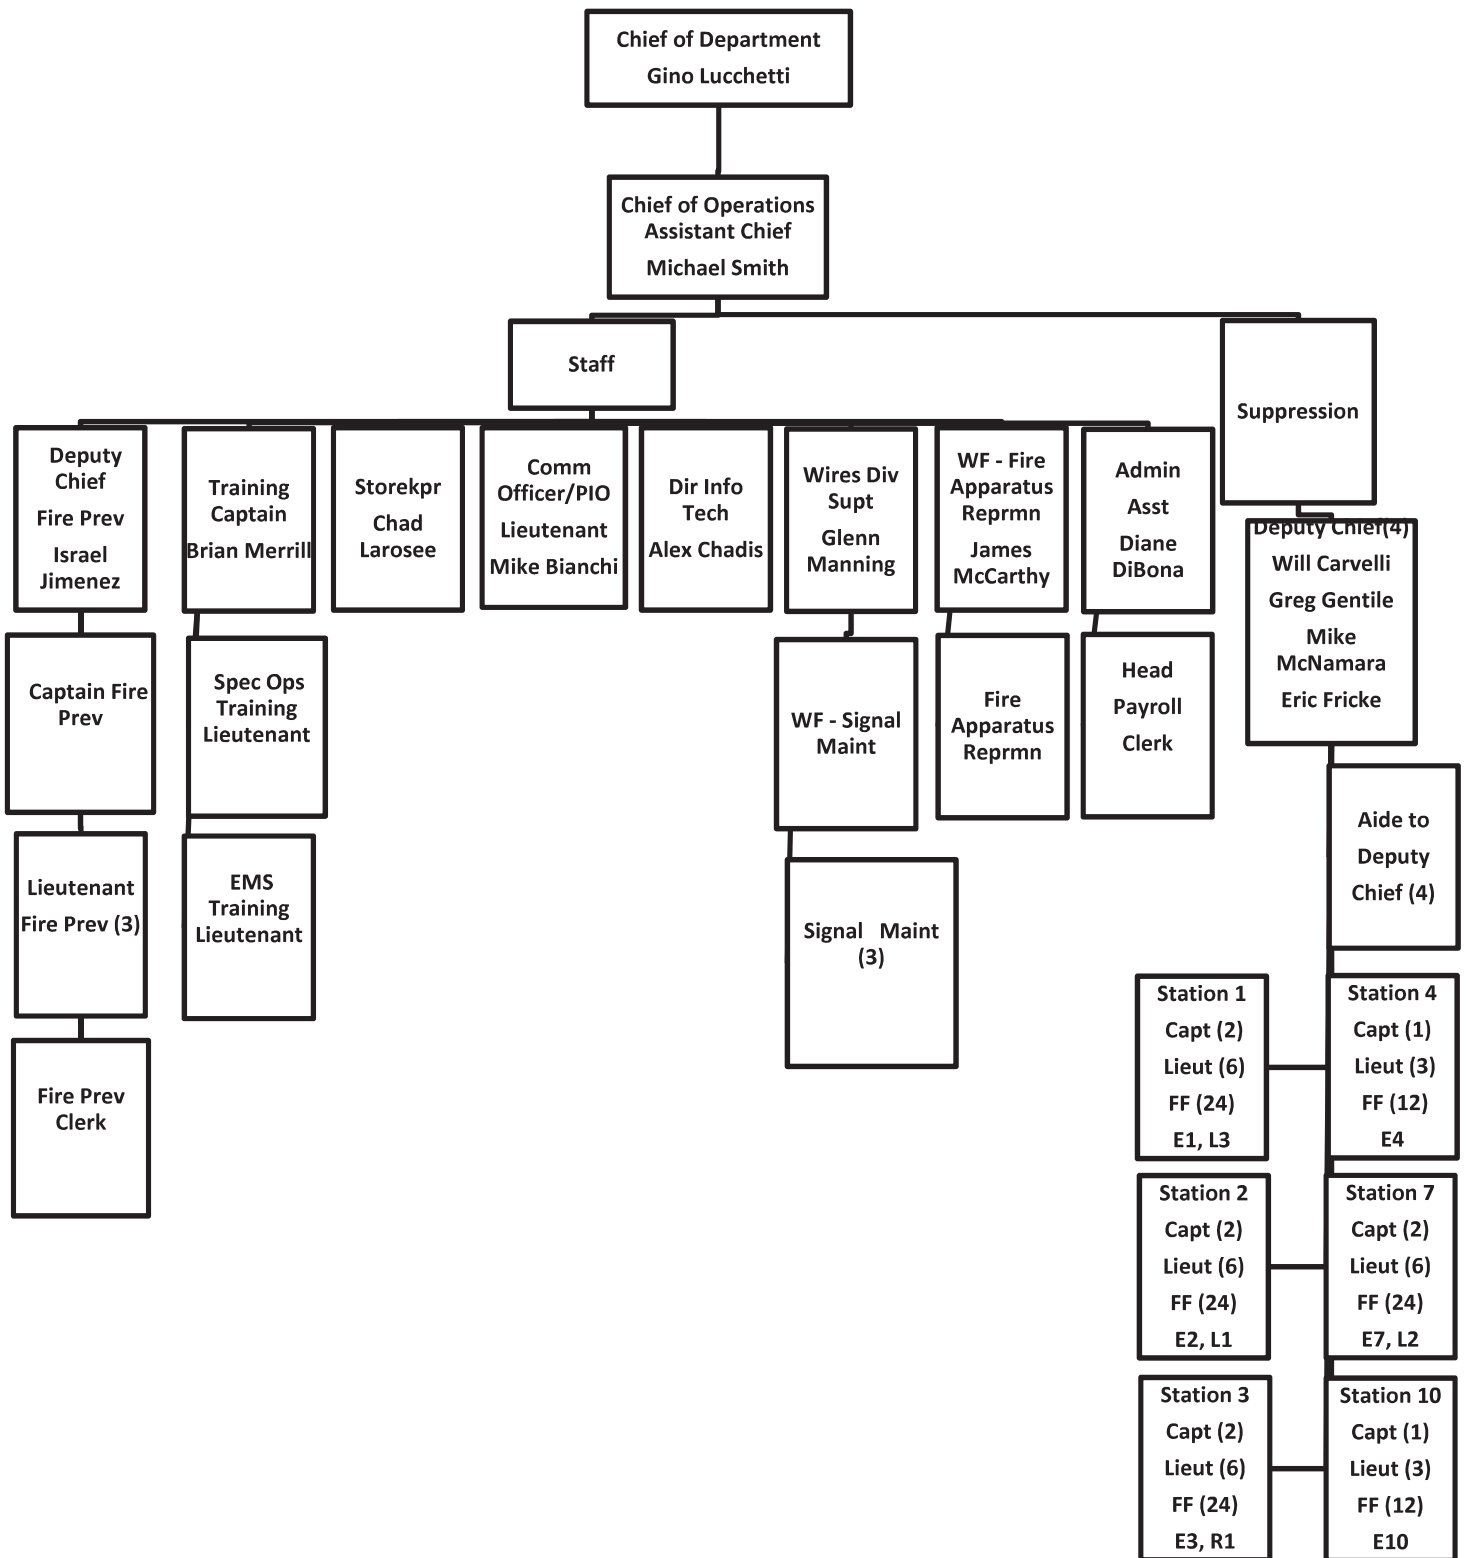 Chief of Department
Gino Lucchetti
Chief of Operations
Assistant Chief
Michael Smith
Staff
Suppression
Deputy
Chief
Fire Prev
Israel
Jimenez
Training
Captain
Brian Merrill
Storekpr
Chad
Larosee
Comm
Officer/PIO
Lieutenant
Mike Bianchi
Dir Info
Tech
Alex Chadis
Wires Div
Supt
Glenn
Manning
WF - Fire
Apparatus
Reprmn
James
McCarthy
Admin
Asst
Diane
DiBona
Deputy Chief(4)
Will Carvelli
Greg Gentile
Mike
McNamara
Eric Fricke
Captain Fire
Prev
Spec Ops
Training
Lieutenant
WF - Signal
Maint
Fire
Apparatus
Reprmn
Head
Payroll
Clerk
Aide to
Deputy
Chief (4)
Lieutenant
Fire Prev (3)
EMS
Training
Lieutenant
Signal Maint
(3)
Fire Prev
Clerk
Station 1
Capt (2)
Lieut (6)
FF (24)
E1, L3
Station 4
Capt (1)
Lieut (3)
FF (12)
E4
Station 2
Capt (2)
Lieut (6)
FF (24)
E2, L1
Station 7
Capt (2)
Lieut (6)
FF (24)
E7, L2
Station 3
Capt (2)
Lieut (6)
FF (24)
E3, R1
Station 10
Capt (1)
Lieut (3)
FF (12)
E10